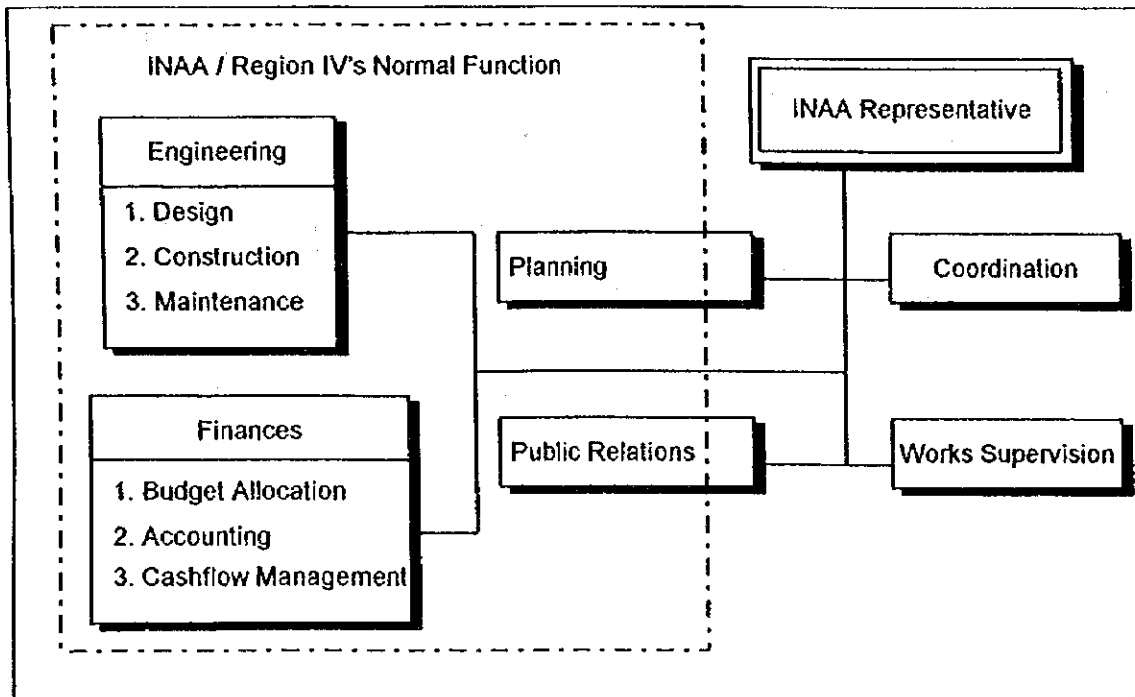 INAA / Region IV's Normal Function
Engineering
1. Design
2. Construction
3. Maintenance
Finances
1. Budget Allocation
2. Accounting
3. Cashflow Management
INAA Representative
Planning
Coordination
Public Relations
Works Supervision